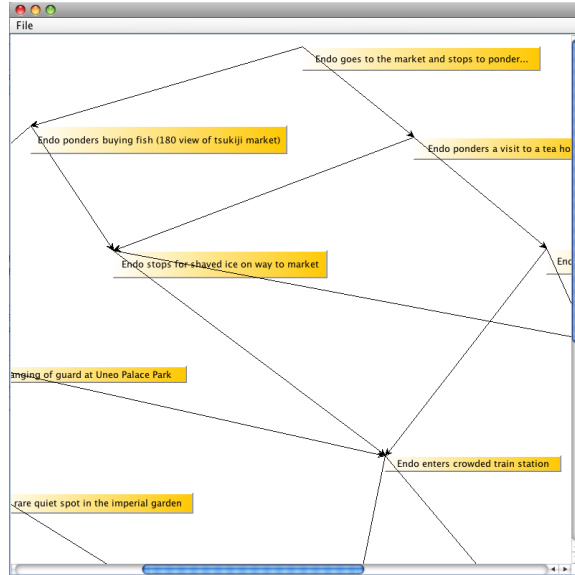 File
Endo goes to the market and stops to ponder...
Endo ponders buying fish (180 view of tsukiji market)
Endo ponders a visit to a tea ho
Endo stops for shaved ice on way to market
End
anging of guard at Uneo Palace Park
Endo enters crowded train station
rare quiet spot in the imperial garden